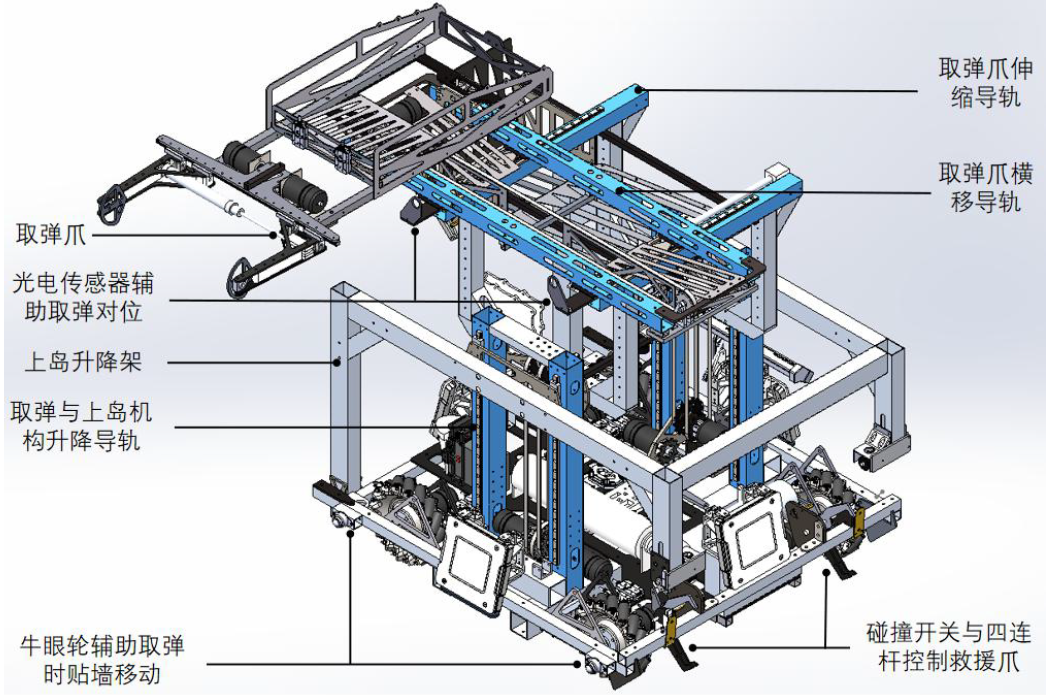 取弹爪伸
缩导轨
取弹爪横
移导轨
取弹爪
光电传感器辅
助取弹对位
上岛升降架
取弹与上岛机
构升降导轨
牛眼轮辅助取弹
时贴墙移动
碰撞开关与四连
杆控制救援爪